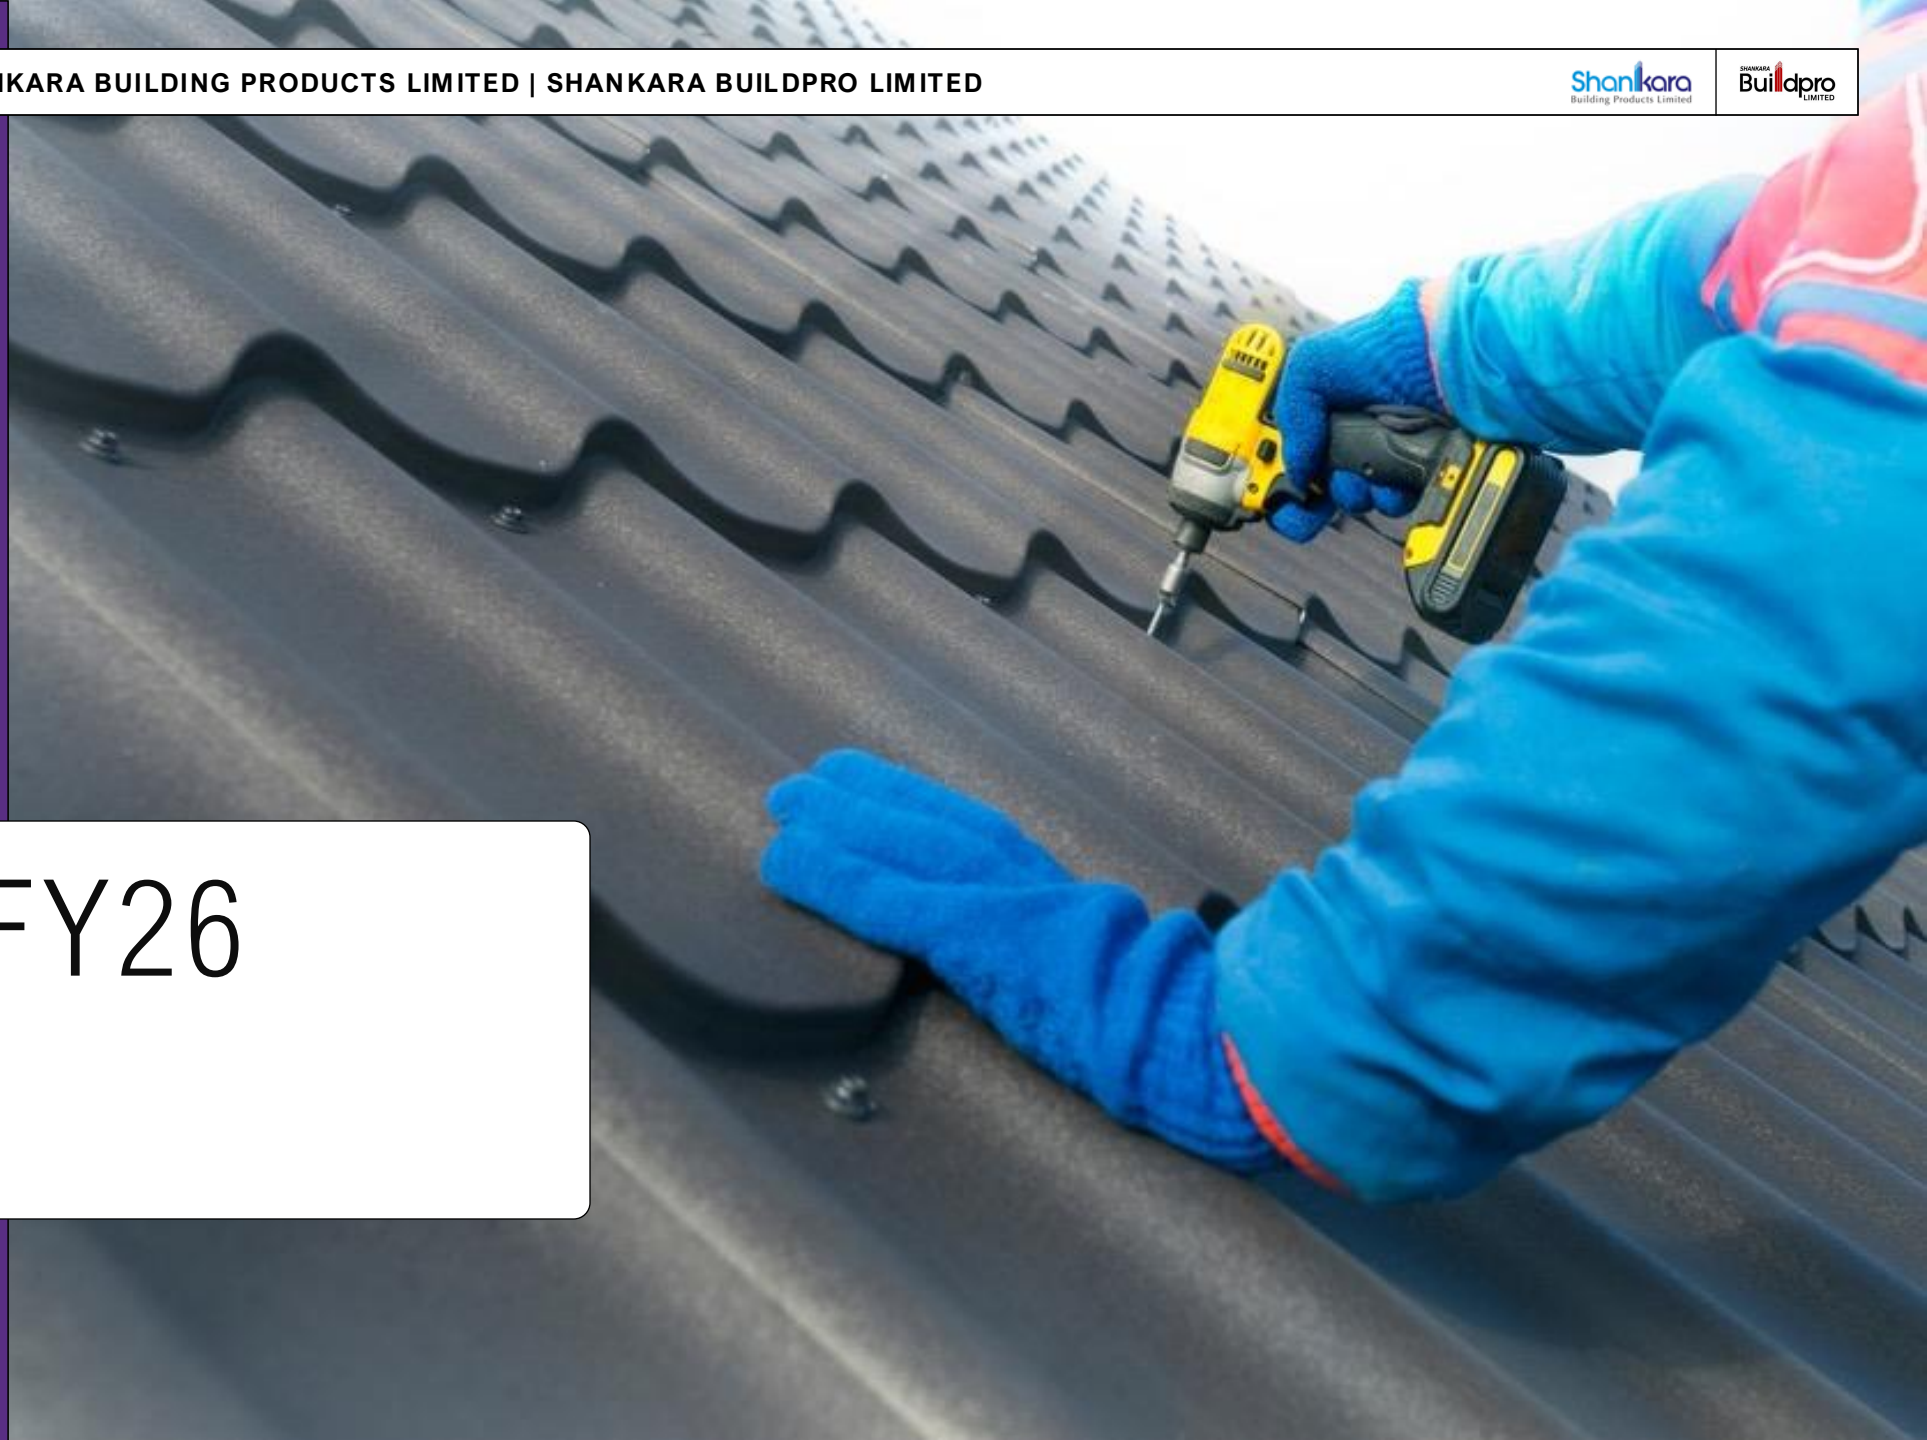 KARA BUILDING PRODUCTS LIMITED | SHANKARA BUILDPRO LIMITED
Shankara
Building Products Limited
SHANKARA
Buildpro
LIMITED
FY26